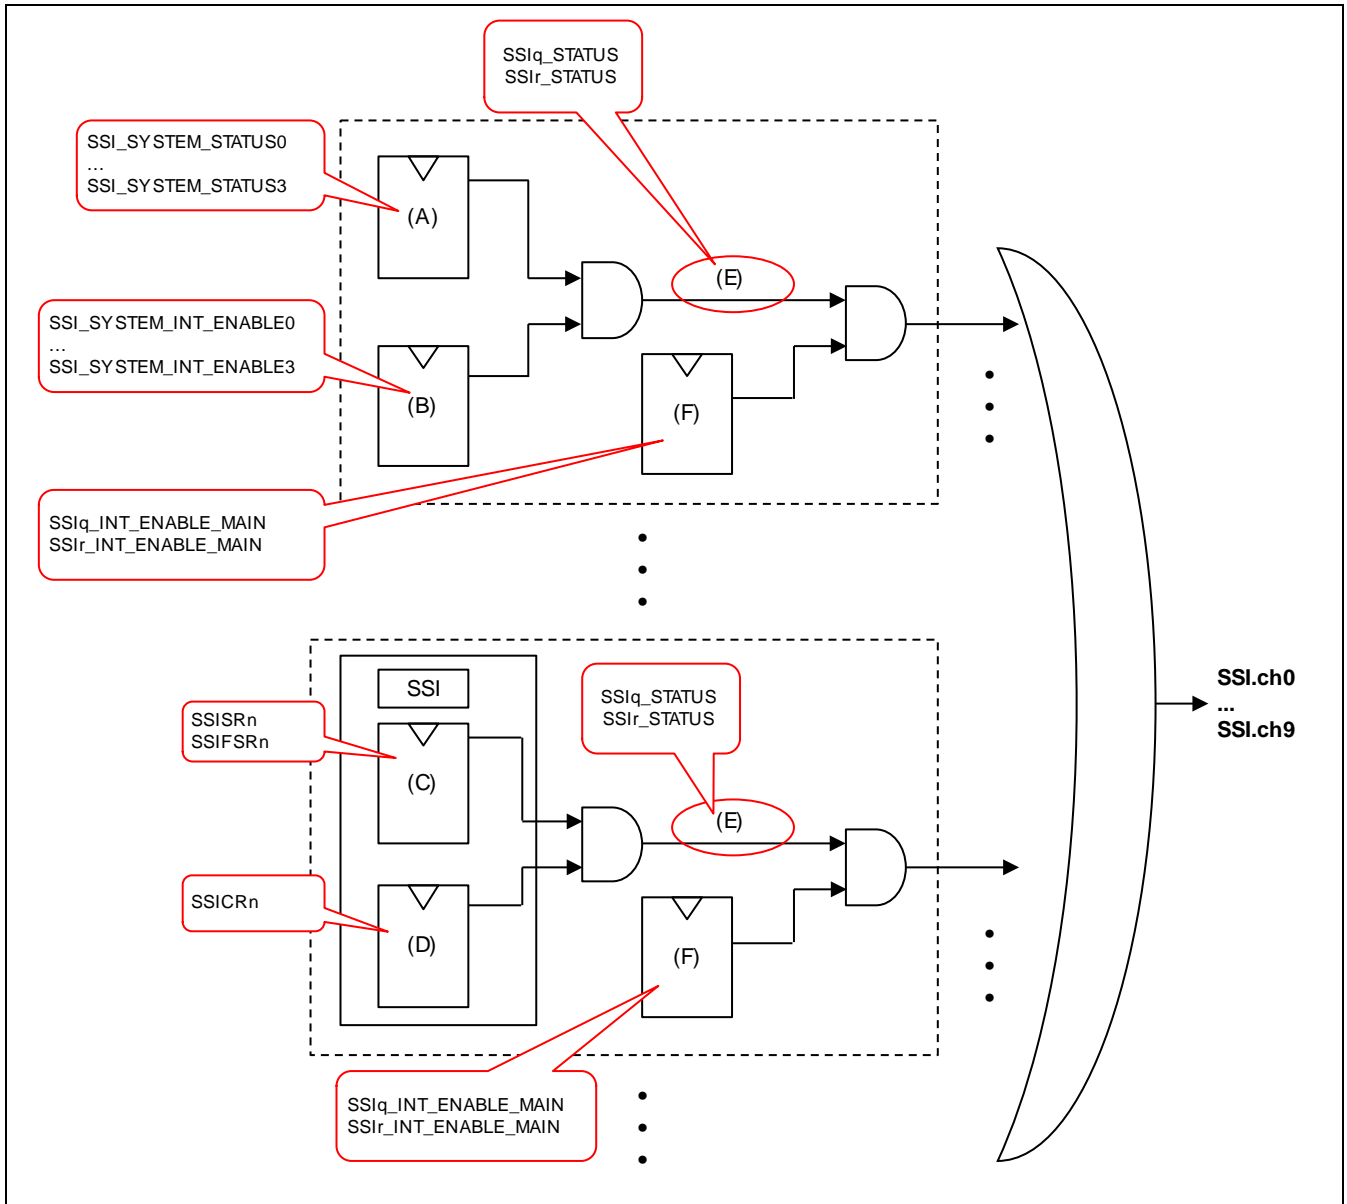 SSIq_STATUS
SSIr_STATUS
SSI_SYSTEM_STATUS0
...
SSI_SYSTEM_STATUS3
(A)
(E)
SSI_SYSTEM_INT_ENABLE0
...
SSI_SYSTEM_INT_ENABLE3
(B)
(F)
SSIq_INT_ENABLE_MAIN
SSIr_INT_ENABLE_MAIN
SSI
SSIq_STATUS
SSIr_STATUS
SSI.ch0
...
SSI.ch9
SSISRn
SSIFSRn
(C)
(E)
SSICRn
(D)
(F)
SSIq_INT_ENABLE_MAIN
SSIr_INT_ENABLE_MAIN